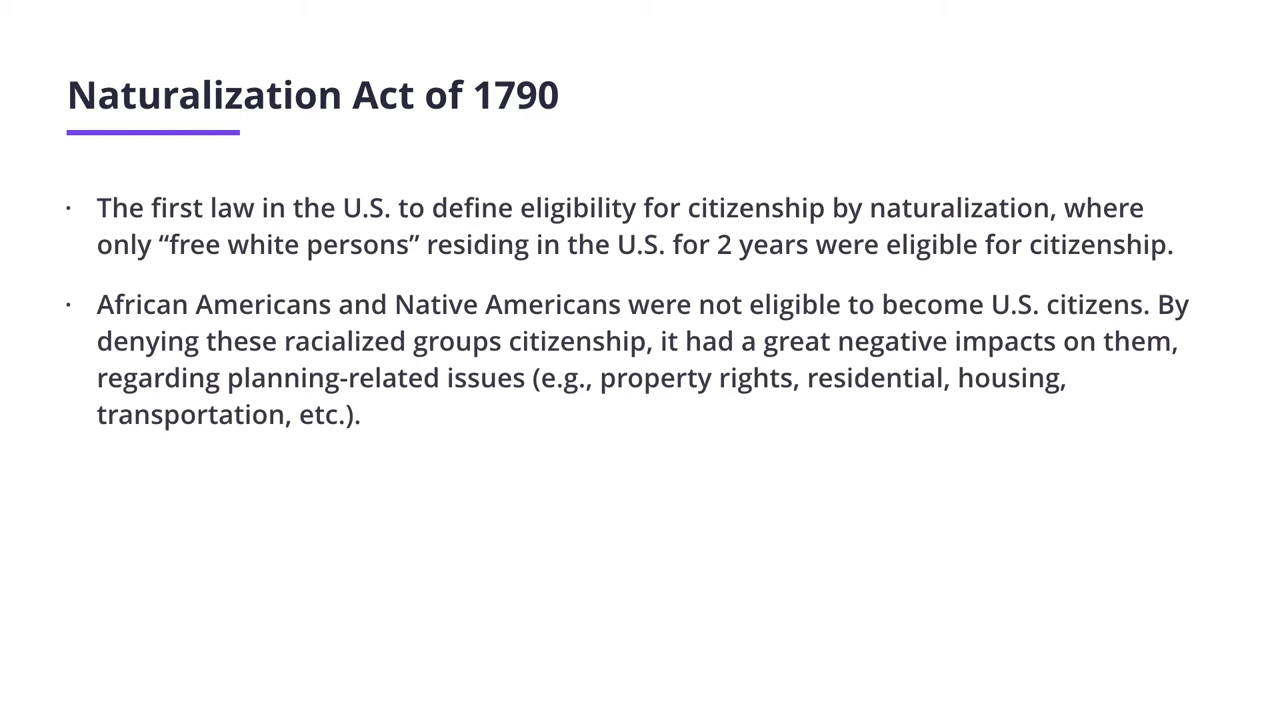 Naturalization Act of 1790
· The first law in the U.S. to define eligibility for citizenship by naturalization, where
only “free white persons” residing in the U.S. for 2 years were eligible for citizenship.
· African Americans and Native Americans were not eligible to become U.S. citizens. By
denying these racialized groups citizenship, it had a great negative impacts on them,
regarding planning-related issues (e.g., property rights, residential, housing,
transportation, etc.).